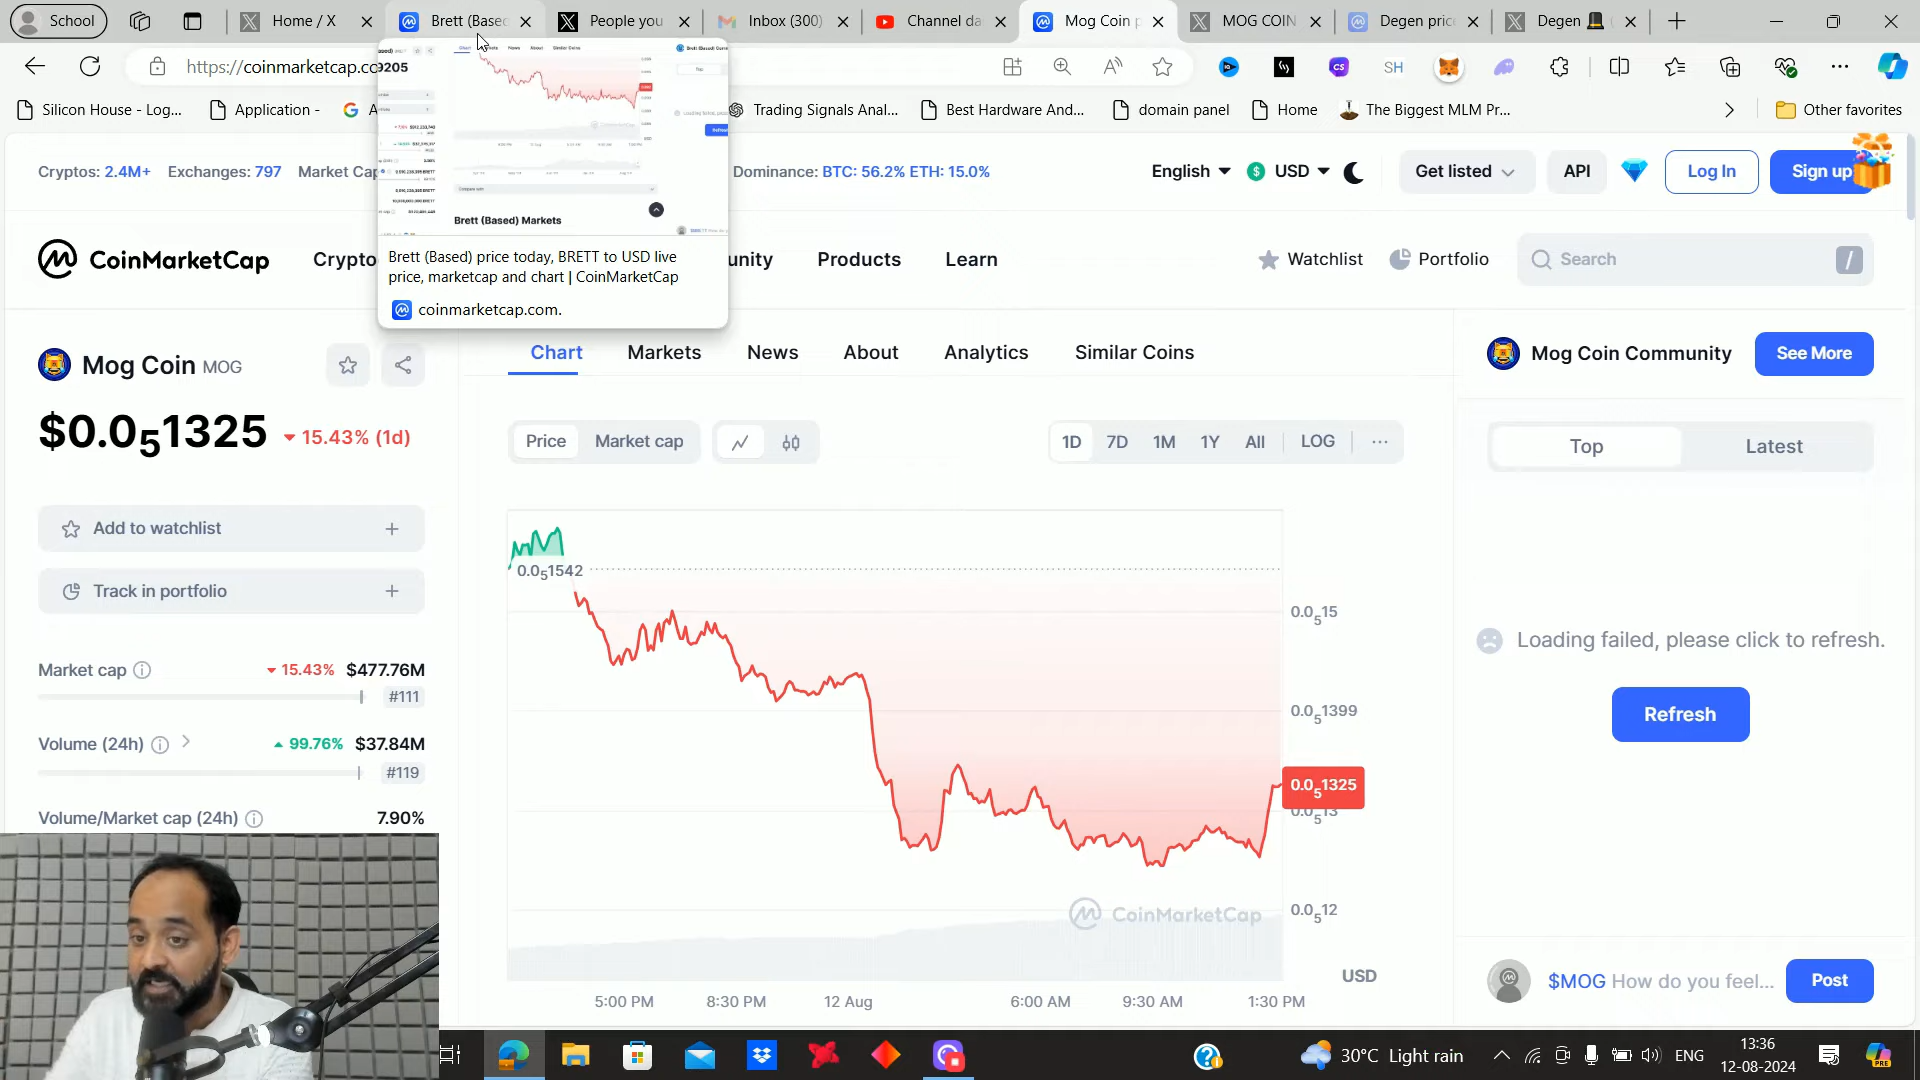 School
Home / X
Brett (Based
People you
Inbox (300)
Channel da
Mog Coin p
MOG COIN
Degen pric
Degen
https://coinmarketcap.co
SH
Silicon House - Log...
Application -
Trading Signals Anal...
Best Hardware And...
domain panel
Home
The Biggest MLM Pr...
Other favorites
9205
Brett (Based) Markets
Brett (Based) price today, BRETT to USD live
price, marketcap and chart | CoinMarketCap
coinmarketcap.com.
Cryptos: 2.4M+
Exchanges: 797
Market Cap
Dominance: BTC: 56.2% ETH: 15.0%
English
USD
Get listed
API
Log In
Sign up
CoinMarketCap
Crypto
unity
Products
Learn
Watchlist
Portfolio
Search
/
Mog Coin MOG
$0.0₅1325
15.43% (1d)
Add to watchlist
Track in portfolio
Market cap
15.43% $477.76M
#111
Volume (24h)
99.76% $37.84M
#119
Volume/Market cap (24h)
7.90%
Chart
Markets
News
About
Analytics
Similar Coins
Price
Market cap
1D
7D
1M
1Y
All
LOG
0.0₅1542
0.0₅15
0.0₅1399
0.0₅1325
0.0₅13
0.0₅12
CoinMarketCap
USD
5:00 PM
8:30 PM
12 Aug
6:00 AM
9:30 AM
1:30 PM
Mog Coin Community
See More
Top
Latest
Loading failed, please click to refresh.
Refresh
$MOG How do you feel...
Post
30°C Light rain
ENG
13:36
12-08-2024